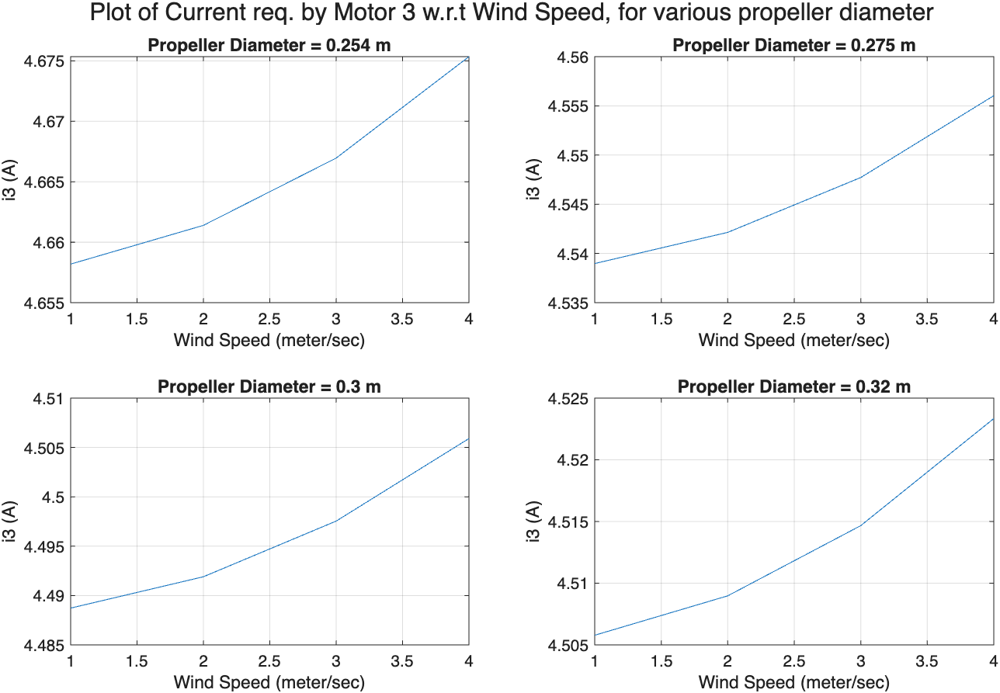 Plot of Current req. by Motor 3 w.r.t Wind Speed, for various propeller diameter
Propeller Diameter = 0.254 m
4.675
4.67
4.665
4.66
4.655
i3 (A)
1 1.5 2 2.5 3 3.5 4
Wind Speed (meter/sec)
Propeller Diameter = 0.275 m
4.56
4.555
4.55
4.545
4.54
4.535
i3 (A)
1 1.5 2 2.5 3 3.5 4
Wind Speed (meter/sec)
Propeller Diameter = 0.3 m
4.51
4.505
4.5
4.495
4.49
4.485
i3 (A)
1 1.5 2 2.5 3 3.5 4
Wind Speed (meter/sec)
Propeller Diameter = 0.32 m
4.525
4.52
4.515
4.51
4.505
i3 (A)
1 1.5 2 2.5 3 3.5 4
Wind Speed (meter/sec)